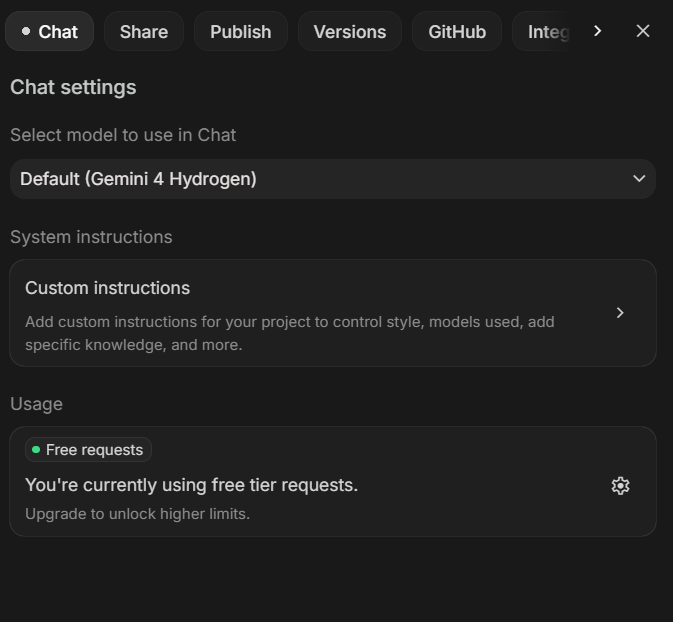 Chat
Share
Publish
Versions
GitHub
Integ
Chat settings
Select model to use in Chat
Default (Gemini 4 Hydrogen)
System instructions
Custom instructions
Add custom instructions for your project to control style, models used, add
specific knowledge, and more.
Usage
Free requests
You're currently using free tier requests.
Upgrade to unlock higher limits.